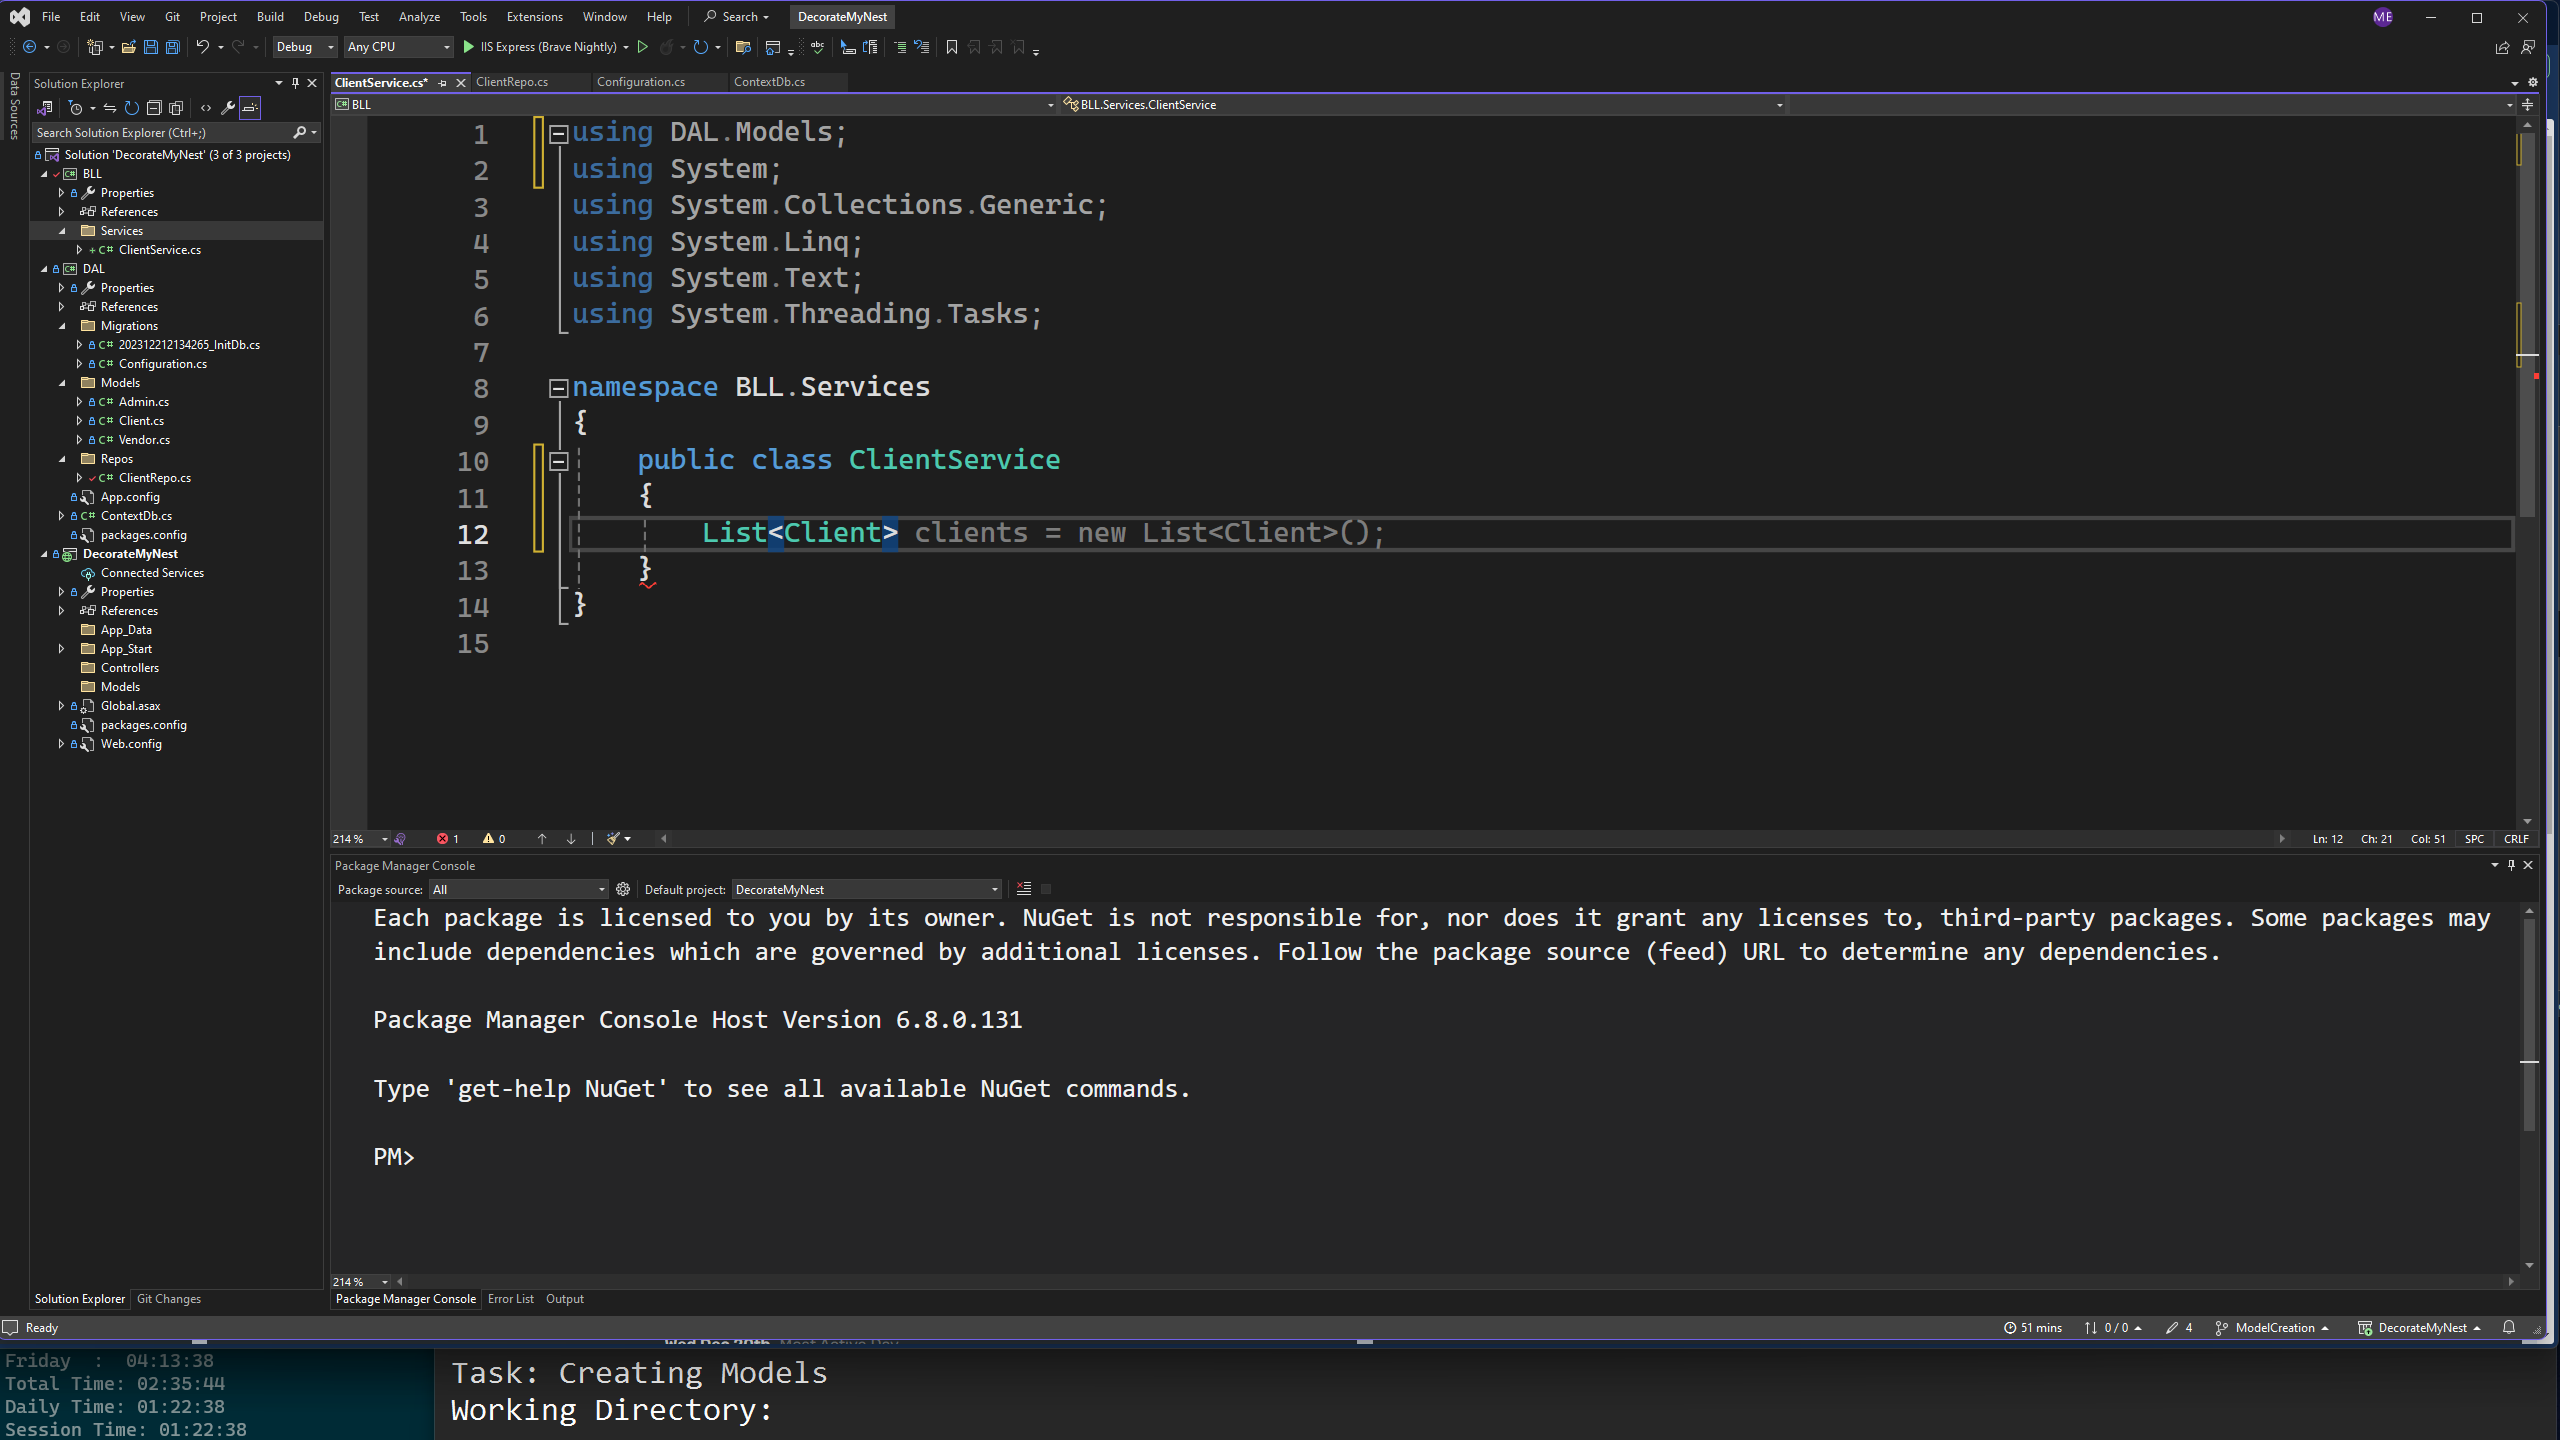 File Edit View Git Project Build Debug Test Analyze Tools Extensions Window Help Search DecorateMyNest ME
Debug Any CPU IIS Express (Brave Nightly)
Data Sources
Solution Explorer
Search Solution Explorer (Ctrl+;)
Solution 'DecorateMyNest' (3 of 3 projects)
BLL
Properties
References
Services
ClientService.cs
DAL
Properties
References
Migrations
202312212134265_InitDb.cs
Configuration.cs
Models
Admin.cs
Client.cs
Vendor.cs
Repos
ClientRepo.cs
App.config
ContextDb.cs
packages.config
DecorateMyNest
Connected Services
Properties
References
App_Data
App_Start
Controllers
Models
Global.asax
packages.config
Web.config
Solution Explorer Git Changes
ClientService.cs* ClientRepo.cs Configuration.cs ContextDb.cs
BLL BLL.Services.ClientService
1 using DAL.Models;
2 using System;
3 using System.Collections.Generic;
4 using System.Linq;
5 using System.Text;
6 using System.Threading.Tasks;
7
8 namespace BLL.Services
9 {
10 public class ClientService
11 {
12 List<Client> clients = new List<Client>();
13 }
14 }
15
214 % 1 0 Ln: 12 Ch: 21 Col: 51 SPC CRLF
Package Manager Console
Package source: All Default project: DecorateMyNest
Each package is licensed to you by its owner. NuGet is not responsible for, nor does it grant any licenses to, third-party packages. Some packages may
include dependencies which are governed by additional licenses. Follow the package source (feed) URL to determine any dependencies.
Package Manager Console Host Version 6.8.0.131
Type 'get-help NuGet' to see all available NuGet commands.
PM>
214 %
Package Manager Console Error List Output
Ready 51 mins 0 / 0 4 ModelCreation DecorateMyNest
Wed Dec 20th Most Active Day
Friday : 04:13:38
Total Time: 02:35:44
Daily Time: 01:22:38
Session Time: 01:22:38
Task: Creating Models
Working Directory: